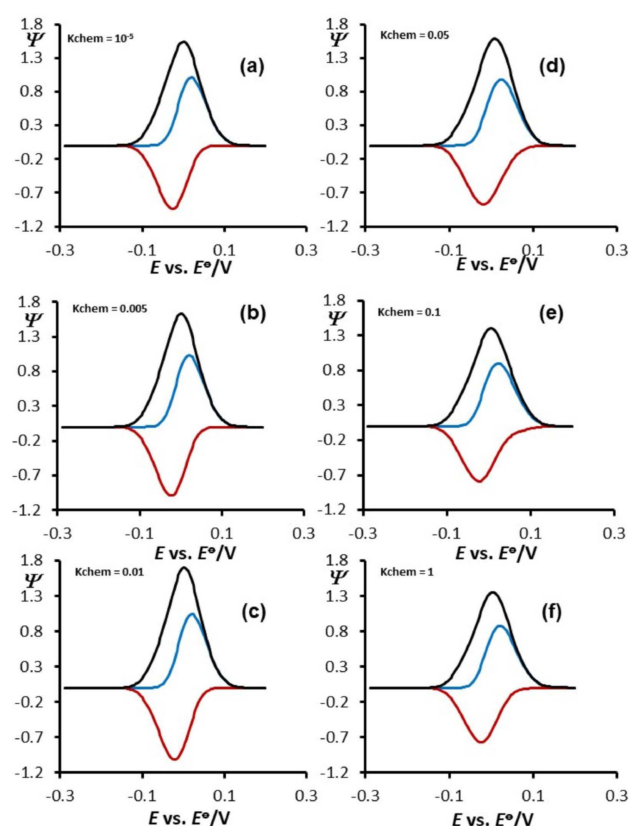 1.8
Ψ
1.3
0.8
0.3
-0.2
-0.7
-1.2
Kchem = 10⁻⁵
(a)
-0.3
-0.1
0.1
0.3
E vs. E°/V
1.8
Ψ
1.3
0.8
0.3
-0.2
-0.7
-1.2
Kchem = 0.05
(d)
-0.3
-0.1
0.1
0.3
E vs. E°/V
1.8
Ψ
1.3
0.8
0.3
-0.2
-0.7
-1.2
Kchem = 0.005
(b)
-0.3
-0.1
0.1
0.3
E vs. E°/V
1.8
Ψ
1.3
0.8
0.3
-0.2
-0.7
-1.2
Kchem = 0.1
(e)
-0.3
-0.1
0.1
0.3
E vs. E°/V
1.8
Ψ
1.3
0.8
0.3
-0.2
-0.7
-1.2
Kchem = 0.01
(c)
-0.3
-0.1
0.1
0.3
E vs. E°/V
1.8
Ψ
1.3
0.8
0.3
-0.2
-0.7
-1.2
Kchem = 1
(f)
-0.3
-0.1
0.1
0.3
E vs. E°/V